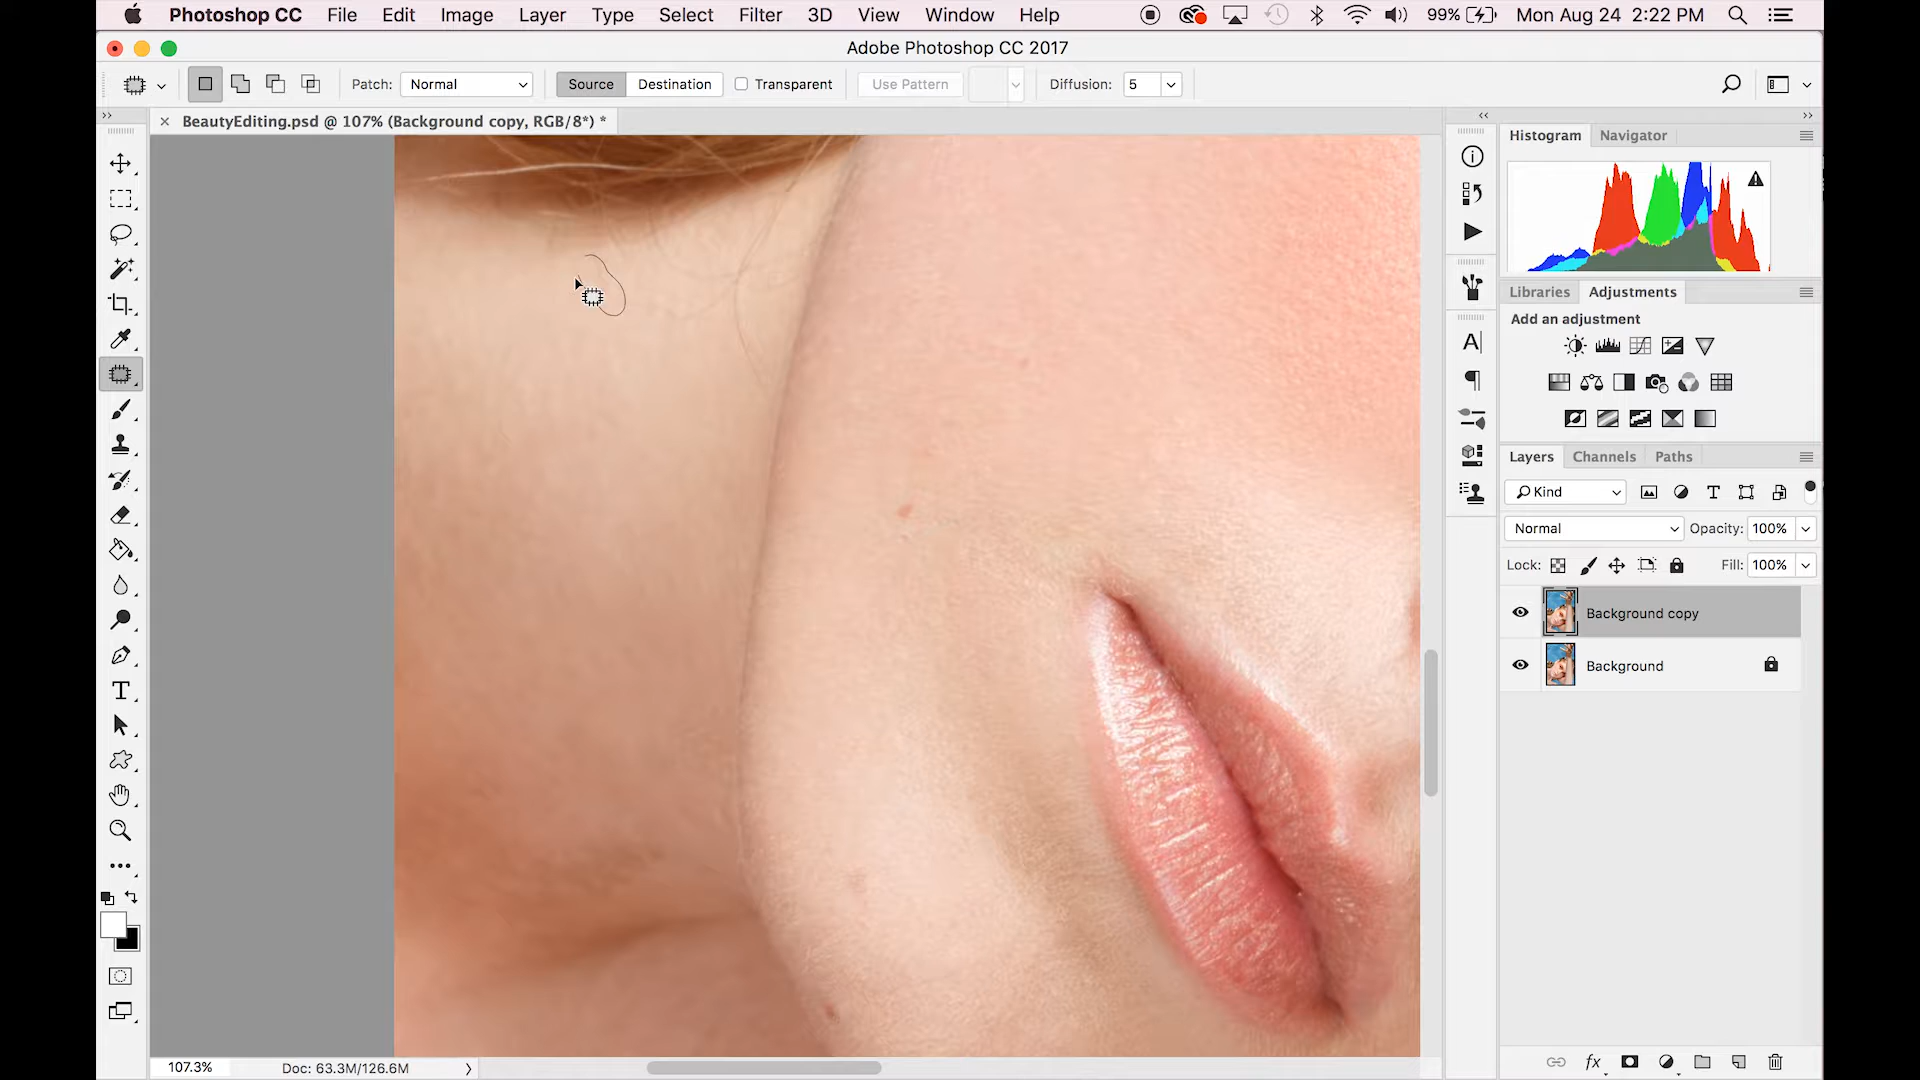 Photoshop CC File Edit Image Layer Type Select Filter 3D View Window Help 99% Mon Aug 24 2:22 PM
Adobe Photoshop CC 2017
Patch: Normal Source Destination Transparent Use Pattern Diffusion: 5
BeautyEditing.psd @ 107% (Background copy, RGB/8*) *
Histogram Navigator
Libraries Adjustments
Add an adjustment
Layers Channels Paths
Kind
Normal Opacity: 100%
Lock: Fill: 100%
Background copy
Background
107.3% Doc: 63.3M/126.6M